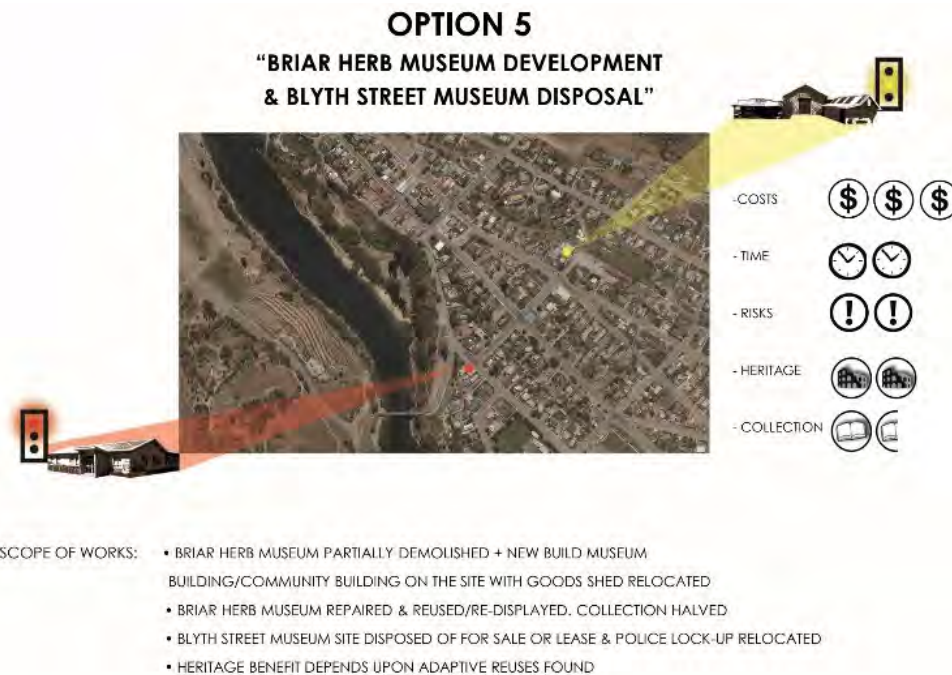 OPTION 5
“BRIAR HERB MUSEUM DEVELOPMENT
& BLYTH STREET MUSEUM DISPOSAL”
-COSTS $ $ $
- TIME
- RISKS ! !
- HERITAGE
- COLLECTION
SCOPE OF WORKS: • BRIAR HERB MUSEUM PARTIALLY DEMOLISHED + NEW BUILD MUSEUM
BUILDING/COMMUNITY BUILDING ON THE SITE WITH GOODS SHED RELOCATED
• BRIAR HERB MUSEUM REPAIRED & REUSED/RE-DISPLAYED. COLLECTION HALVED
• BLYTH STREET MUSEUM SITE DISPOSED OF FOR SALE OR LEASE & POLICE LOCK-UP RELOCATED
• HERITAGE BENEFIT DEPENDS UPON ADAPTIVE REUSES FOUND